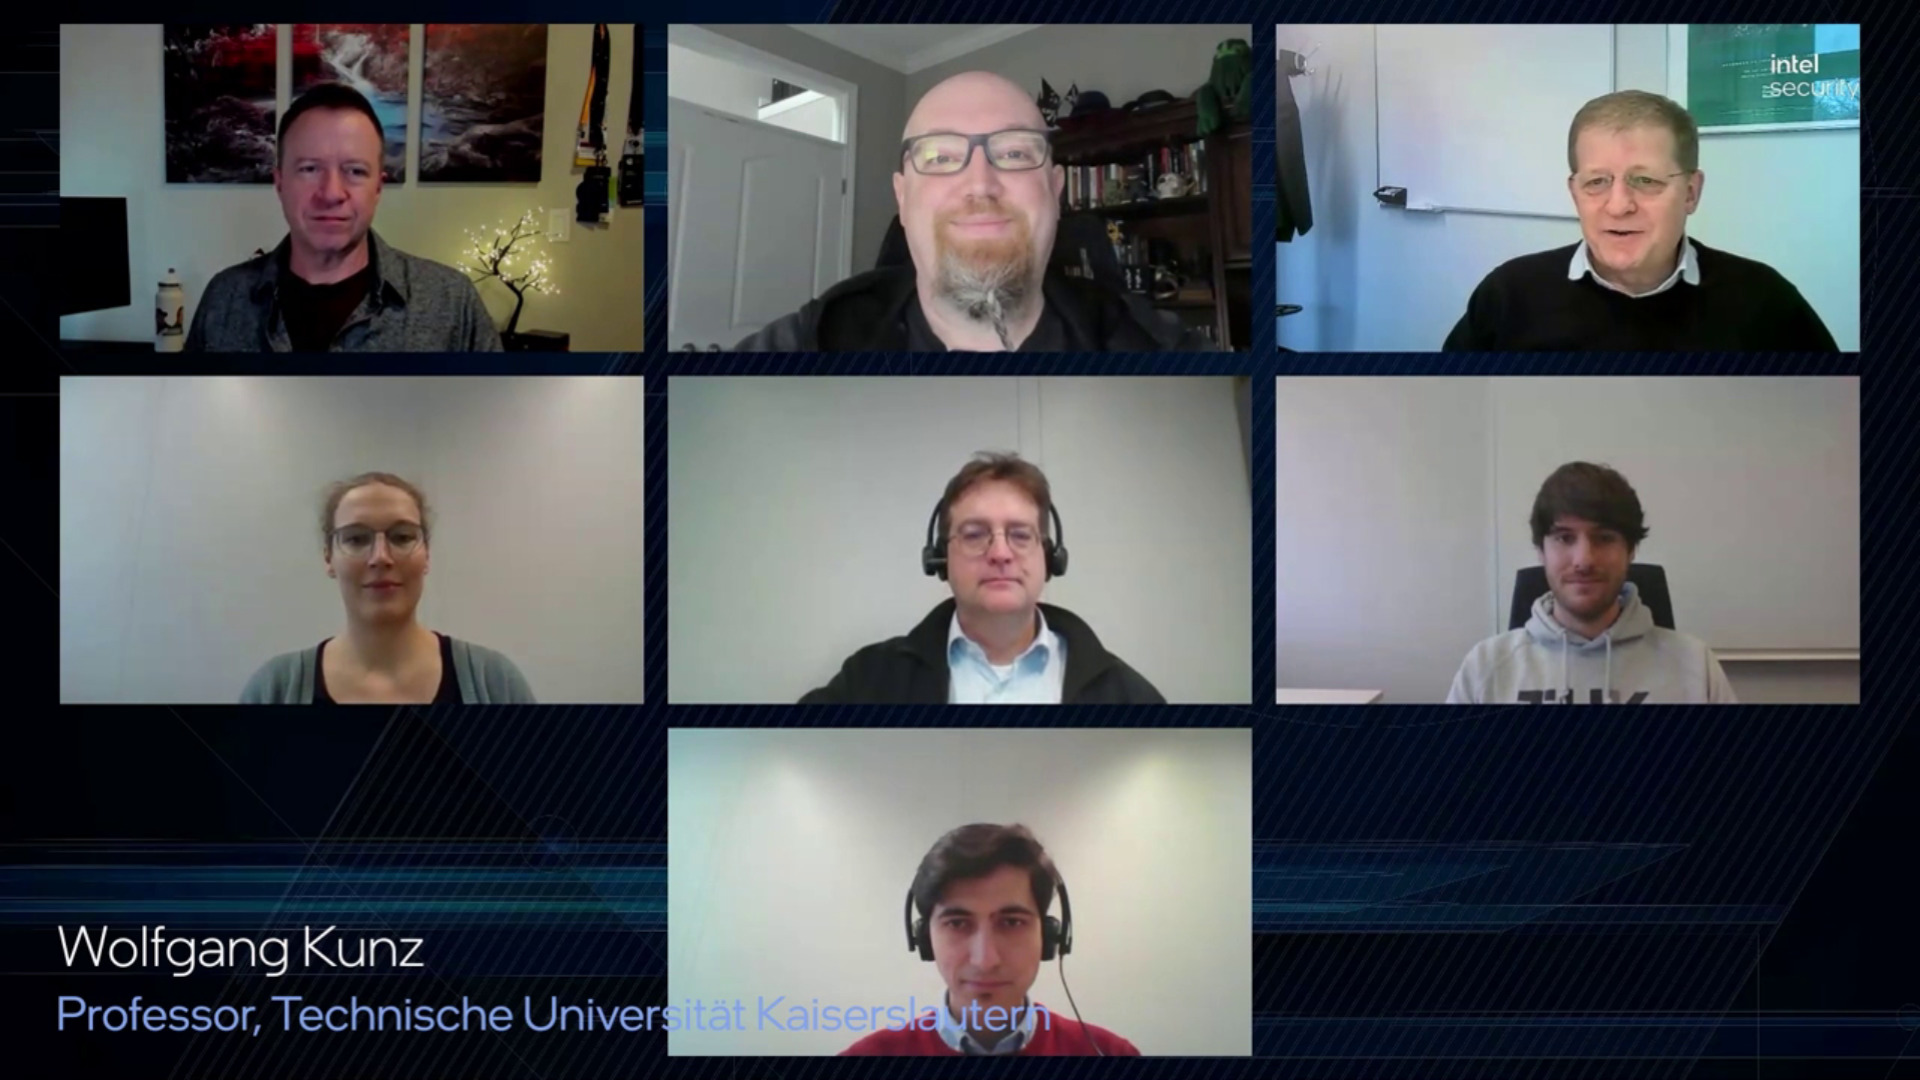 intel
security
Wolfgang Kunz
Professor, Technische Universität Kaiserslautern